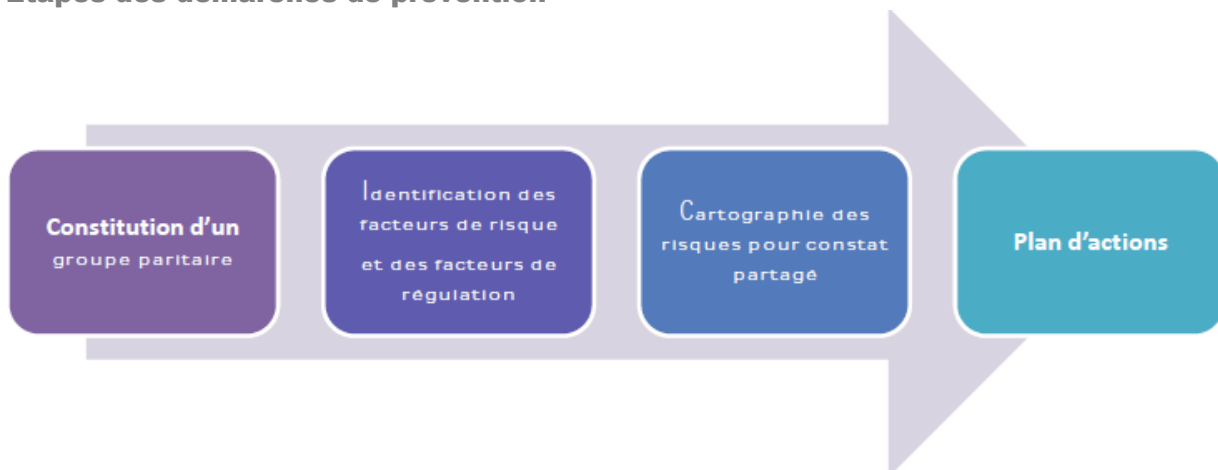 Étapes des démarches de prévention
Constitution d'un
groupe paritaire
Identification des
facteurs de risque
et des facteurs de
régulation
Cartographie des
risques pour constat
partagé
Plan d'actions